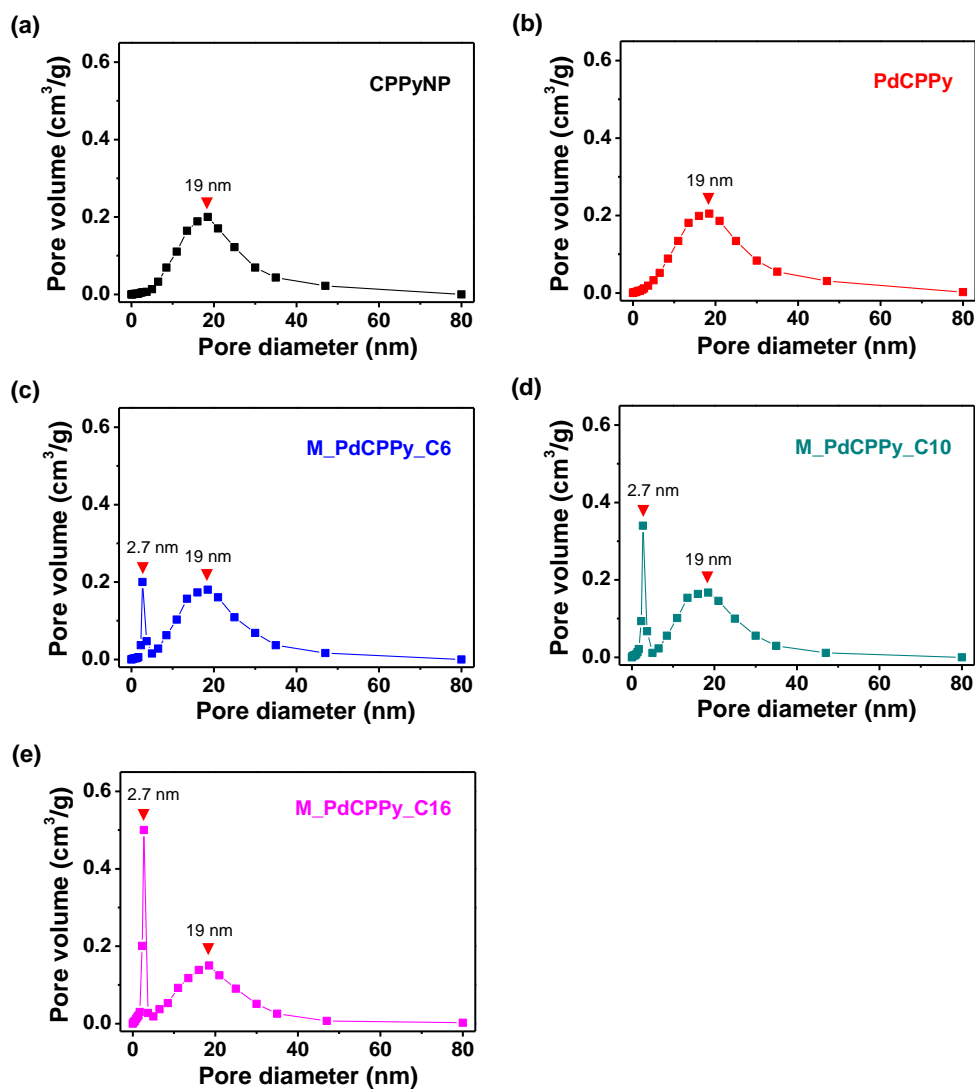 (a)
CPPyNP
19 nm
Pore volume (cm³/g)
0.6
0.4
0.2
0.0
0 20 40 60 80
Pore diameter (nm)
(b)
PdCPPy
19 nm
Pore volume (cm³/g)
0.6
0.4
0.2
0.0
0 20 40 60 80
Pore diameter (nm)
(c)
M_PdCPPy_C6
2.7 nm
19 nm
Pore volume (cm³/g)
0.6
0.4
0.2
0.0
0 20 40 60 80
Pore diameter (nm)
(d)
M_PdCPPy_C10
2.7 nm
19 nm
Pore volume (cm³/g)
0.6
0.4
0.2
0.0
0 20 40 60 80
Pore diameter (nm)
(e)
M_PdCPPy_C16
2.7 nm
19 nm
Pore volume (cm³/g)
0.6
0.4
0.2
0.0
0 20 40 60 80
Pore diameter (nm)